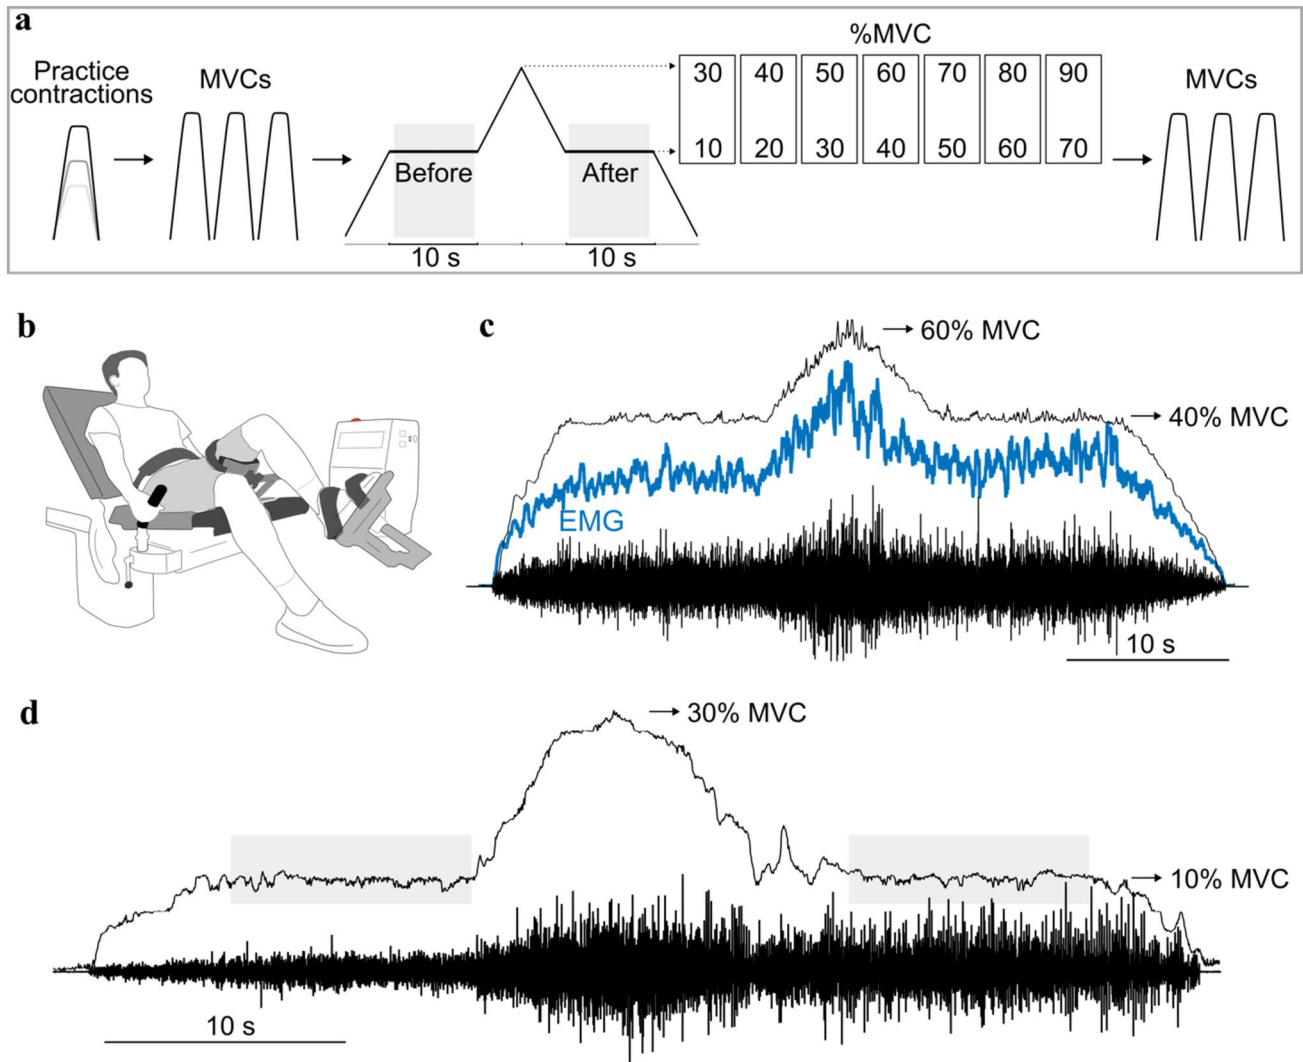 a
Practice
contractions
MVCs
Before
After
10 s
10 s
%MVC
30 40 50 60 70 80 90
10 20 30 40 50 60 70
MVCs
b
c
60% MVC
40% MVC
EMG
10 s
d
30% MVC
10% MVC
10 s